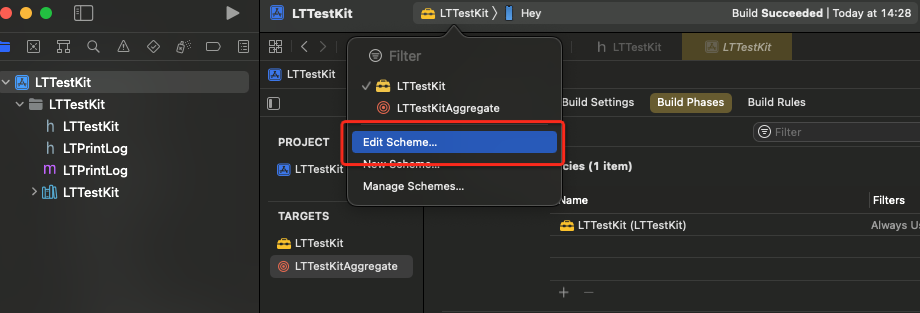 LTTestKit
LTTestKit 〉 Hey
Build Succeeded | Today at 14:28
Filter
LTTestKit
LTTestKitAggregate
Edit Scheme...
New Scheme...
Manage Schemes...
h LTTestKit
LTTestKit
LTTestKit
LTTestKit
LTTestKit
h LTTestKit
h LTPrintLog
m LTPrintLog
LTTestKit
PROJECT
LTTestKit
TARGETS
LTTestKit
LTTestKitAggregate
Build Settings
Build Phases
Build Rules
Filter
cies (1 item)
Name
Filters
LTTestKit (LTTestKit)
Always Us